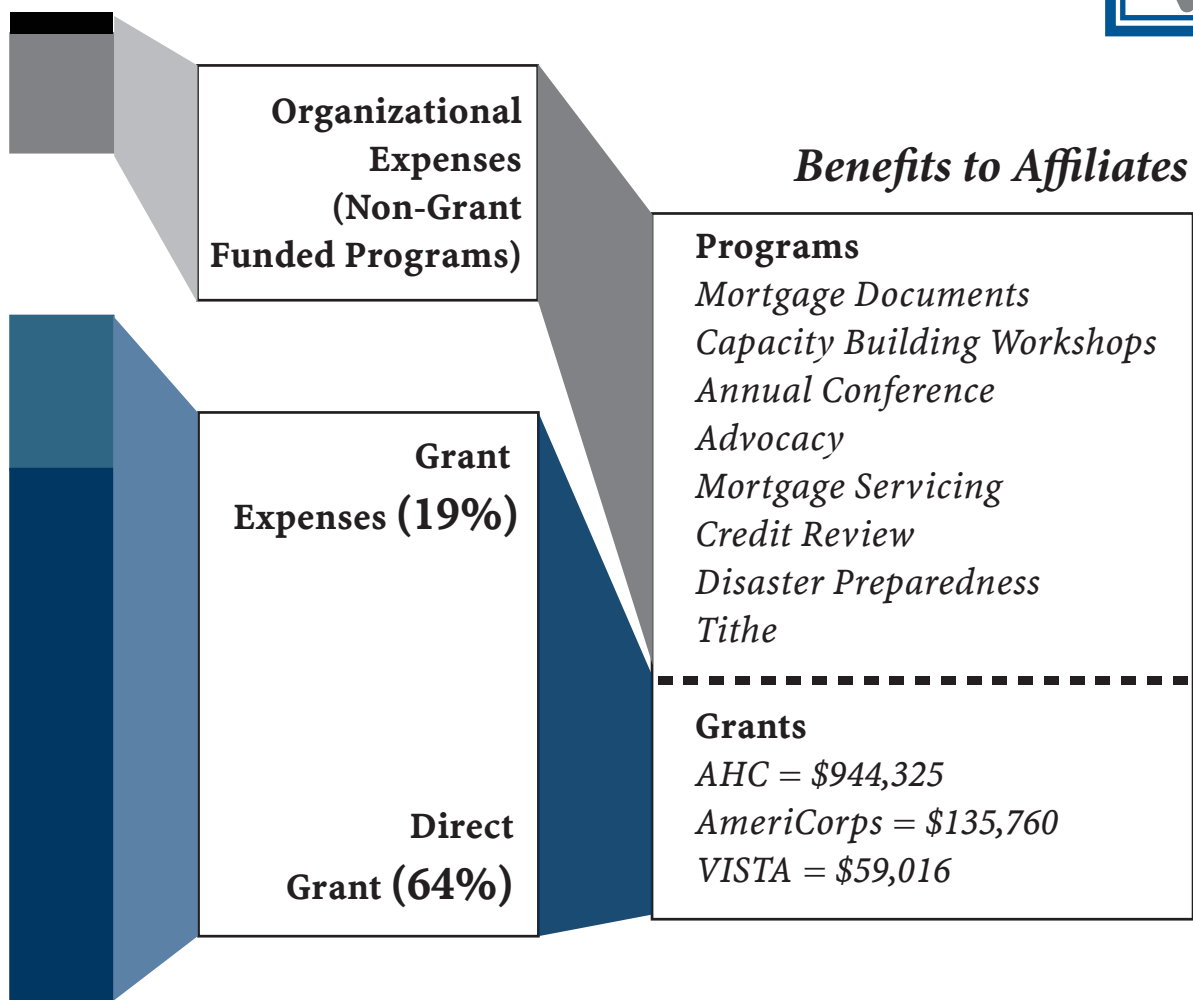 Organizational
Expenses
(Non-Grant
Funded Programs)
Grant
Expenses (19%)
Direct
Grant (64%)
Benefits to Affiliates
Programs
Mortgage Documents
Capacity Building Workshops
Annual Conference
Advocacy
Mortgage Servicing
Credit Review
Disaster Preparedness
Tithe
Grants
AHC = $944,325
AmeriCorps = $135,760
VISTA = $59,016